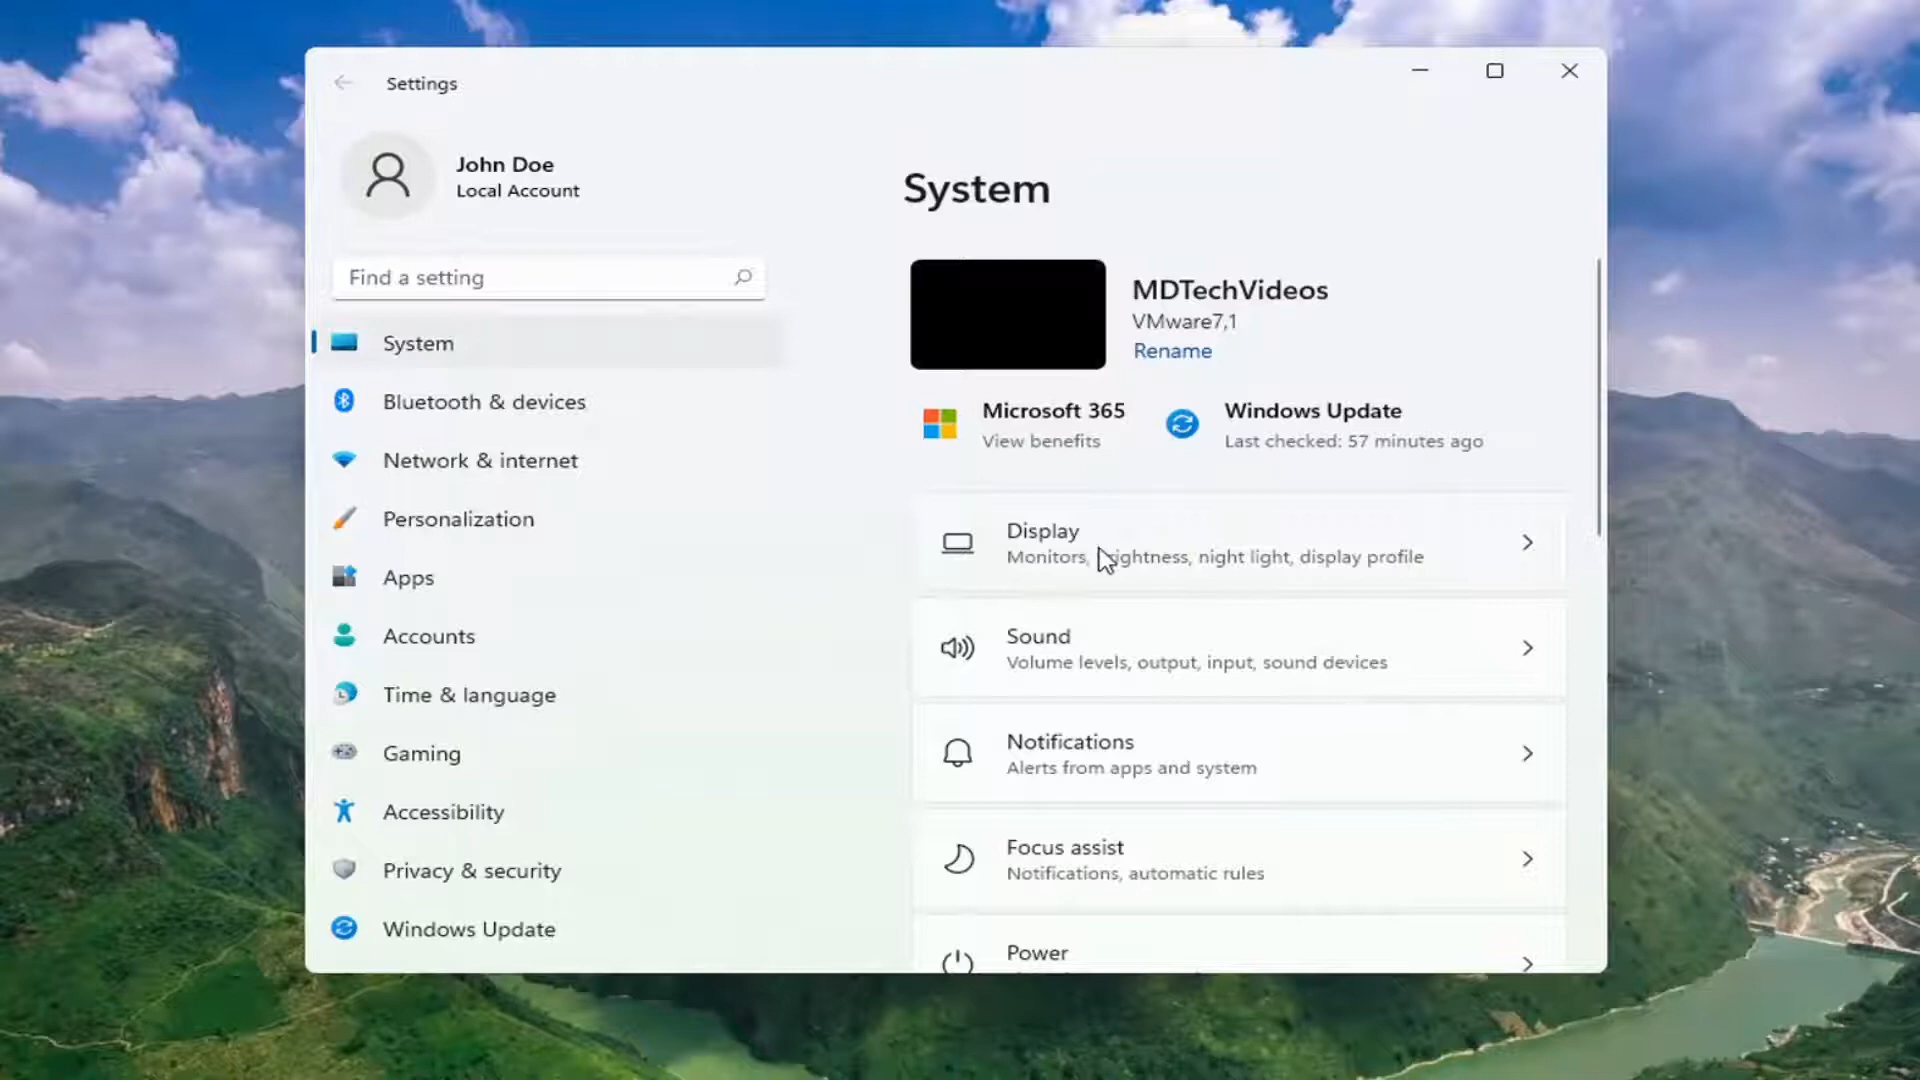 Settings
John Doe
Local Account
Find a setting
System
Bluetooth & devices
Network & internet
Personalization
Apps
Accounts
Time & language
Gaming
Accessibility
Privacy & security
Windows Update
System
MDTechVideos
VMware7,1
Rename
Microsoft 365
View benefits
Windows Update
Last checked: 57 minutes ago
Display
Monitors, brightness, night light, display profile
Sound
Volume levels, output, input, sound devices
Notifications
Alerts from apps and system
Focus assist
Notifications, automatic rules
Power